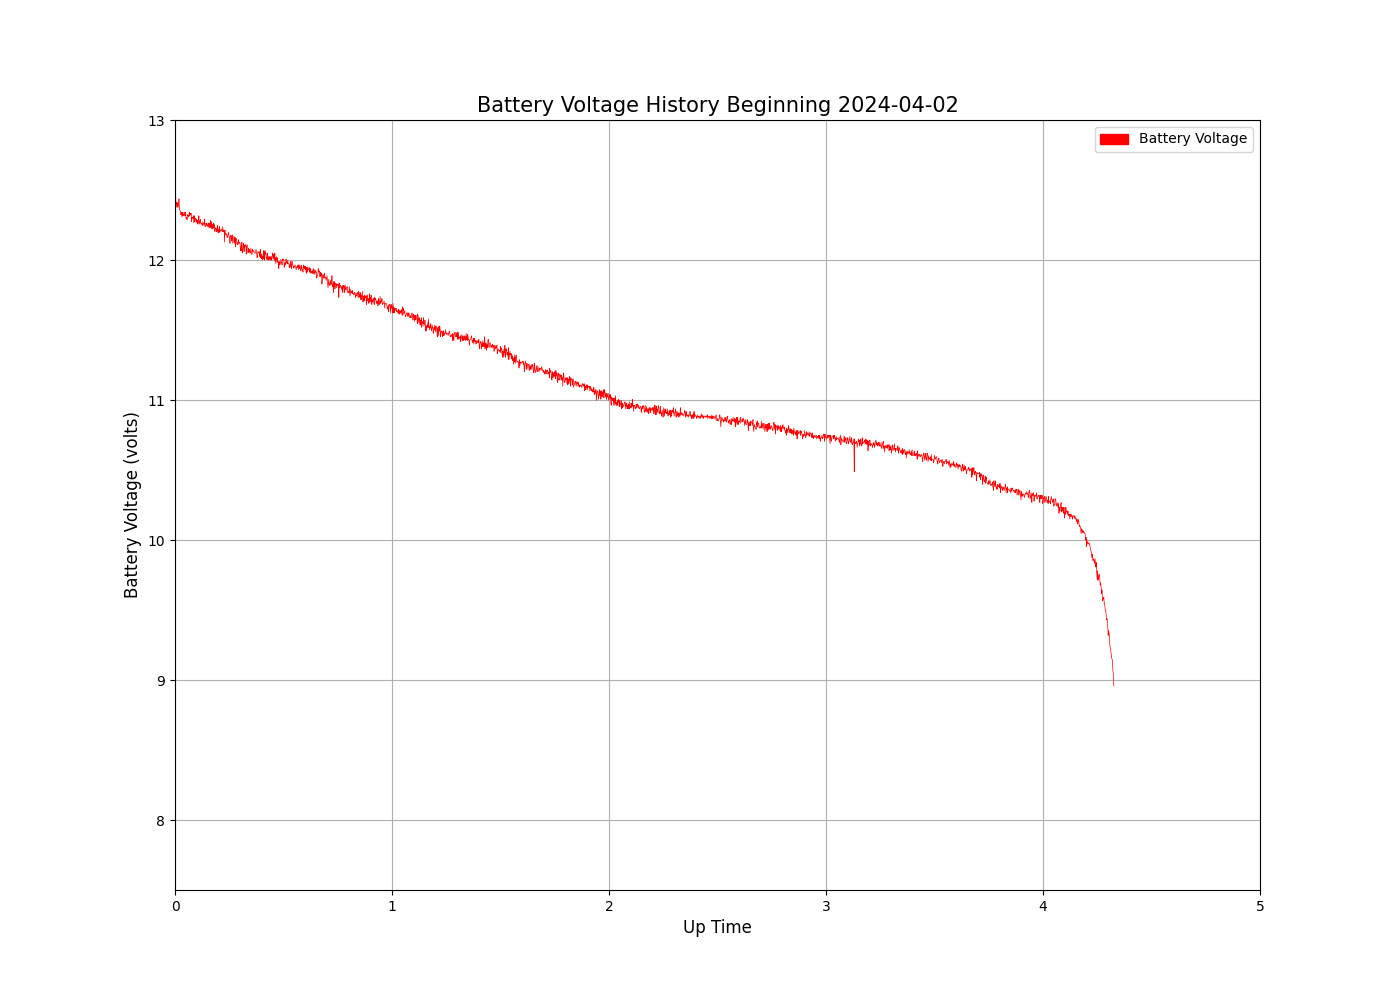 Battery Voltage History Beginning 2024-04-02
Battery Voltage
13
12
11
10
9
8
Battery Voltage (volts)
0 1 2 3 4 5
Up Time